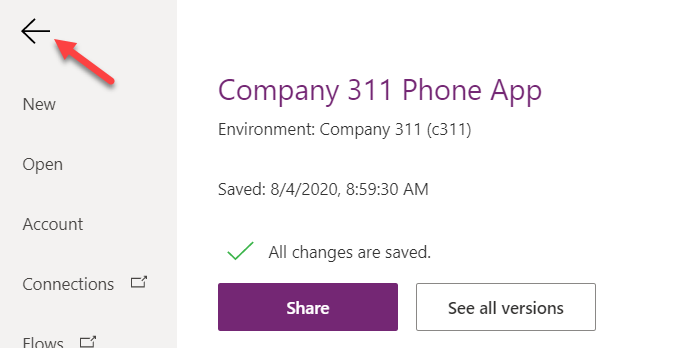 New
Open
Account
Connections
Flows
Company 311 Phone App
Environment: Company 311 (c311)
Saved: 8/4/2020, 8:59:30 AM
All changes are saved.
Share
See all versions